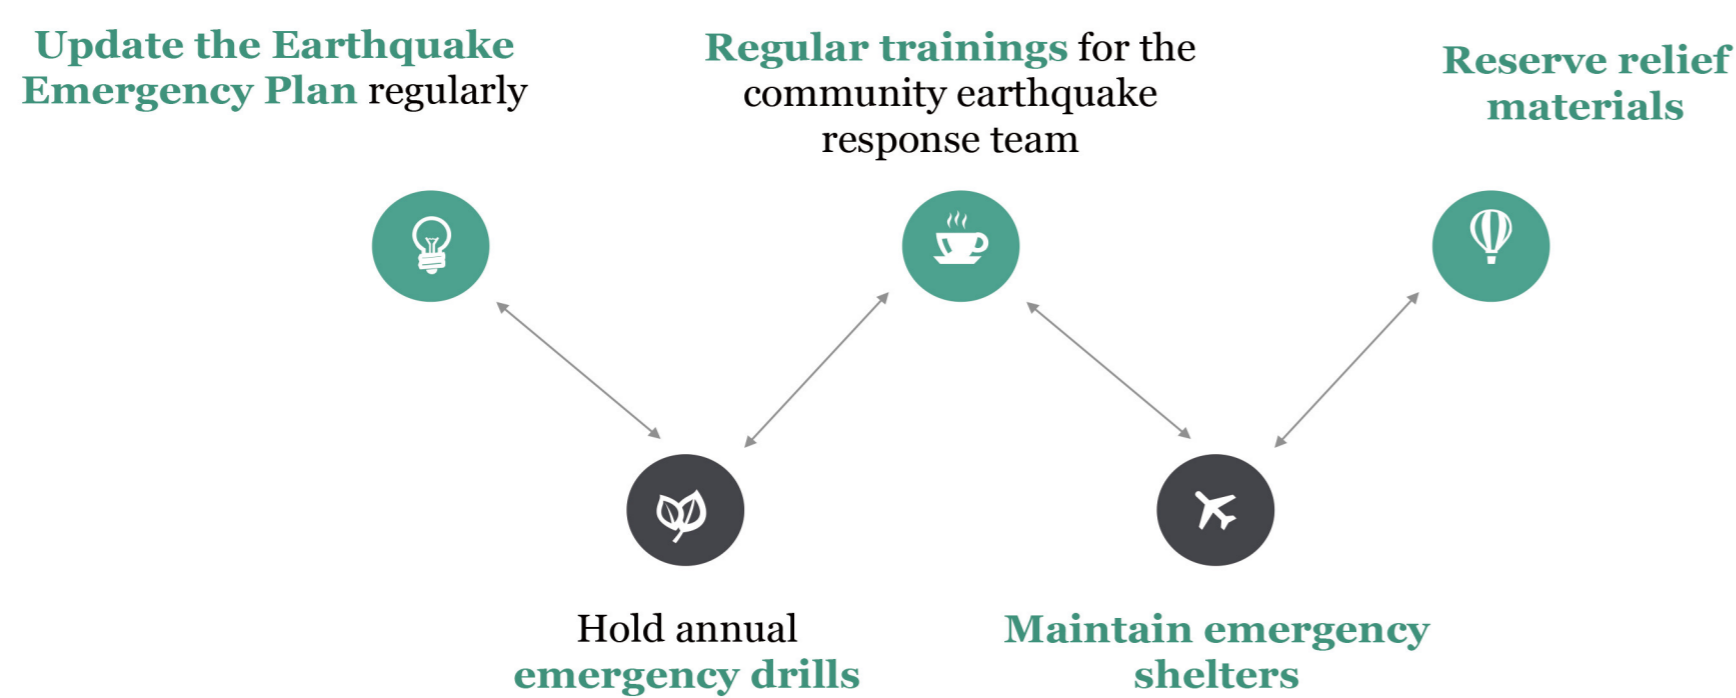 Update the Earthquake
Emergency Plan regularly
Regular trainings for the
community earthquake
response team
Reserve relief
materials
Hold annual
emergency drills
Maintain emergency
shelters